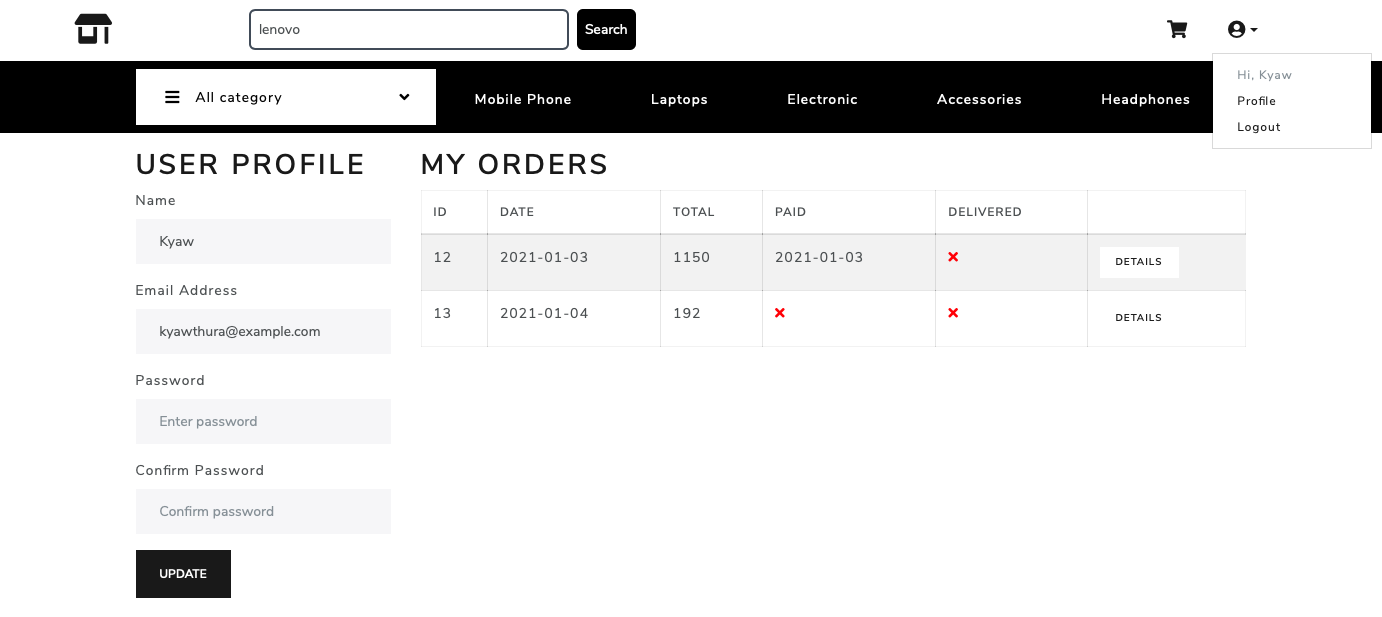 lenovo
Search
Hi, Kyaw
Profile
Logout
All category
Mobile Phone
Laptops
Electronic
Accessories
Headphones
USER PROFILE
Name
Kyaw
Email Address
kyawthura@example.com
Password
Enter password
Confirm Password
Confirm password
UPDATE
MY ORDERS
ID DATE TOTAL PAID DELIVERED
12 2021-01-03 1150 2021-01-03 DETAILS
13 2021-01-04 192 DETAILS